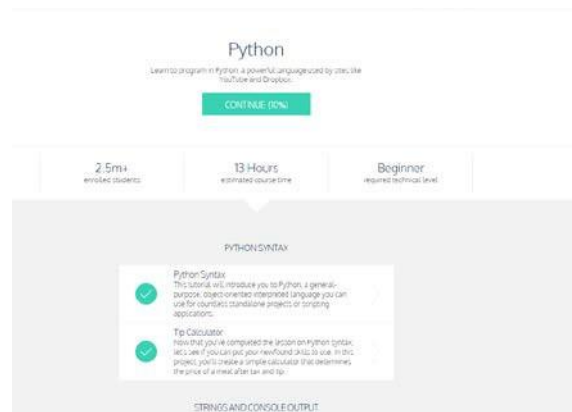 Python
Learn to program in Python, a powerful language used by sites like
YouTube and Dropbox.
CONTINUE (10%)
2.5m+
enrolled students
13 Hours
estimated course time
Beginner
required technical level
PYTHON SYNTAX
Python Syntax
This tutorial will introduce you to Python, a general-
purpose, object-oriented interpreted language you can
use for countless standalone projects or scripting
applications.
Tip Calculator
Now that you've completed the lesson on Python syntax,
let's see if you can put your newfound skills to use. In this
project, you'll create a simple calculator that determines
the price of a meal after tax and tip.
STRINGS AND CONSOLE OUTPUT